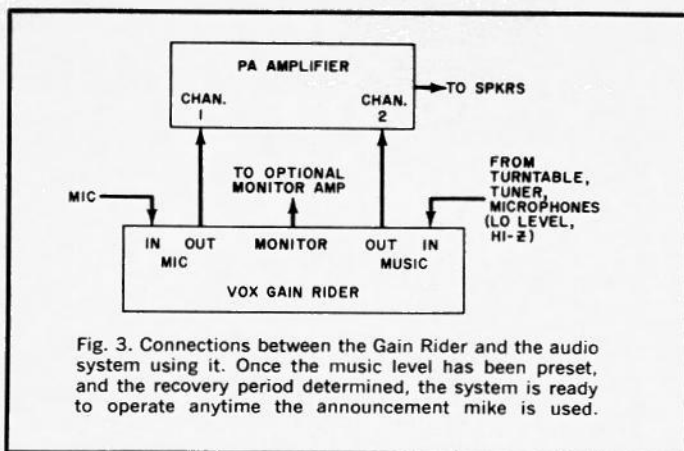 PA AMPLIFIER
CHAN.
1
CHAN.
2
TO SPKRS
TO OPTIONAL
MONITOR AMP
FROM
TURNTABLE,
TUNER,
MICROPHONES
(LO LEVEL,
HI-Z)
MIC
IN OUT MONITOR OUT IN
MIC MUSIC
VOX GAIN RIDER
Fig. 3. Connections between the Gain Rider and the audio
system using it. Once the music level has been preset,
and the recovery period determined, the system is ready
to operate anytime the announcement mike is used.